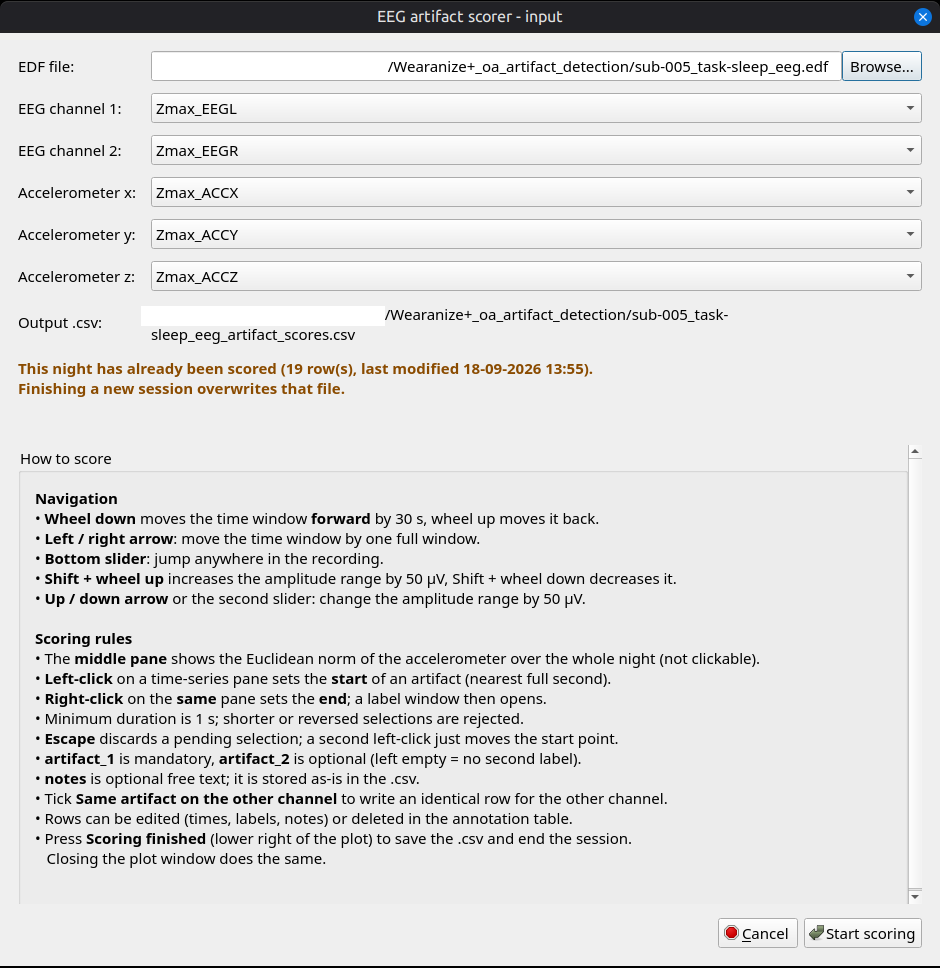 EEG artifact scorer - input
EDF file:
/Wearanize+_oa_artifact_detection/sub-005_task-sleep_eeg.edf
Browse...
EEG channel 1:
Zmax_EEGL
EEG channel 2:
Zmax_EEGR
Accelerometer x:
Zmax_ACCX
Accelerometer y:
Zmax_ACCY
Accelerometer z:
Zmax_ACCZ
Output .csv:
/Wearanize+_oa_artifact_detection/sub-005_task-
sleep_eeg_artifact_scores.csv
This night has already been scored (19 row(s), last modified 18-09-2026 13:55).
Finishing a new session overwrites that file.
How to score
Navigation
• Wheel down moves the time window forward by 30 s, wheel up moves it back.
• Left / right arrow: move the time window by one full window.
• Bottom slider: jump anywhere in the recording.
• Shift + wheel up increases the amplitude range by 50 µV, Shift + wheel down decreases it.
• Up / down arrow or the second slider: change the amplitude range by 50 µV.
Scoring rules
• The middle pane shows the Euclidean norm of the accelerometer over the whole night (not clickable).
• Left-click on a time-series pane sets the start of an artifact (nearest full second).
• Right-click on the same pane sets the end; a label window then opens.
• Minimum duration is 1 s; shorter or reversed selections are rejected.
• Escape discards a pending selection; a second left-click just moves the start point.
• artifact_1 is mandatory, artifact_2 is optional (left empty = no second label).
• notes is optional free text; it is stored as-is in the .csv.
• Tick Same artifact on the other channel to write an identical row for the other channel.
• Rows can be edited (times, labels, notes) or deleted in the annotation table.
• Press Scoring finished (lower right of the plot) to save the .csv and end the session.
Closing the plot window does the same.
Cancel
Start scoring